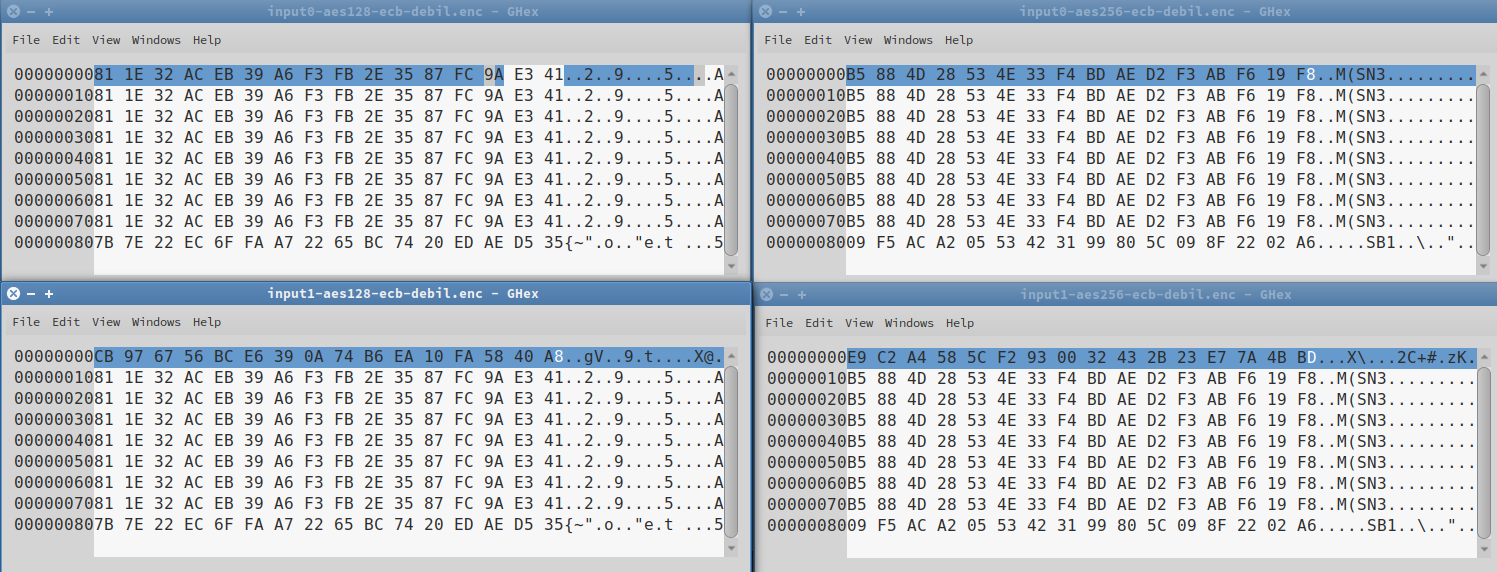 input0-aes128-ecb-debil.enc - GHex
File Edit View Windows Help
0000000081 1E 32 AC EB 39 A6 F3 FB 2E 35 87 FC 9A E3 41..2..9....5....A
0000001081 1E 32 AC EB 39 A6 F3 FB 2E 35 87 FC 9A E3 41..2..9....5....A
0000002081 1E 32 AC EB 39 A6 F3 FB 2E 35 87 FC 9A E3 41..2..9....5....A
0000003081 1E 32 AC EB 39 A6 F3 FB 2E 35 87 FC 9A E3 41..2..9....5....A
0000004081 1E 32 AC EB 39 A6 F3 FB 2E 35 87 FC 9A E3 41..2..9....5....A
0000005081 1E 32 AC EB 39 A6 F3 FB 2E 35 87 FC 9A E3 41..2..9....5....A
0000006081 1E 32 AC EB 39 A6 F3 FB 2E 35 87 FC 9A E3 41..2..9....5....A
0000007081 1E 32 AC EB 39 A6 F3 FB 2E 35 87 FC 9A E3 41..2..9....5....A
000000807B 7E 22 EC 6F FA A7 22 65 BC 74 20 ED AE D5 35{~".o.."e.t ...5
input0-aes256-ecb-debil.enc - GHex
File Edit View Windows Help
00000000B5 88 4D 28 53 4E 33 F4 BD AE D2 F3 AB F6 19 F8..M(SN3.........
00000010B5 88 4D 28 53 4E 33 F4 BD AE D2 F3 AB F6 19 F8..M(SN3.........
00000020B5 88 4D 28 53 4E 33 F4 BD AE D2 F3 AB F6 19 F8..M(SN3.........
00000030B5 88 4D 28 53 4E 33 F4 BD AE D2 F3 AB F6 19 F8..M(SN3.........
00000040B5 88 4D 28 53 4E 33 F4 BD AE D2 F3 AB F6 19 F8..M(SN3.........
00000050B5 88 4D 28 53 4E 33 F4 BD AE D2 F3 AB F6 19 F8..M(SN3.........
00000060B5 88 4D 28 53 4E 33 F4 BD AE D2 F3 AB F6 19 F8..M(SN3.........
00000070B5 88 4D 28 53 4E 33 F4 BD AE D2 F3 AB F6 19 F8..M(SN3.........
0000008009 F5 AC A2 05 53 42 31 99 80 5C 09 8F 22 02 A6.....SB1..\..".. 
input1-aes128-ecb-debil.enc - GHex
File Edit View Windows Help
00000000CB 97 67 56 BC E6 39 0A 74 B6 EA 10 FA 58 40 A8..gV..9.t....X@.
0000001081 1E 32 AC EB 39 A6 F3 FB 2E 35 87 FC 9A E3 41..2..9....5....A
0000002081 1E 32 AC EB 39 A6 F3 FB 2E 35 87 FC 9A E3 41..2..9....5....A
0000003081 1E 32 AC EB 39 A6 F3 FB 2E 35 87 FC 9A E3 41..2..9....5....A
0000004081 1E 32 AC EB 39 A6 F3 FB 2E 35 87 FC 9A E3 41..2..9....5....A
0000005081 1E 32 AC EB 39 A6 F3 FB 2E 35 87 FC 9A E3 41..2..9....5....A
0000006081 1E 32 AC EB 39 A6 F3 FB 2E 35 87 FC 9A E3 41..2..9....5....A
0000007081 1E 32 AC EB 39 A6 F3 FB 2E 35 87 FC 9A E3 41..2..9....5....A
000000807B 7E 22 EC 6F FA A7 22 65 BC 74 20 ED AE D5 35{~".o.."e.t ...5
input1-aes256-ecb-debil.enc - GHex
File Edit View Windows Help
00000000E9 C2 A4 58 5C F2 93 00 32 43 2B 23 E7 7A 4B BD...X\...2C+#.zK.
00000010B5 88 4D 28 53 4E 33 F4 BD AE D2 F3 AB F6 19 F8..M(SN3.........
00000020B5 88 4D 28 53 4E 33 F4 BD AE D2 F3 AB F6 19 F8..M(SN3.........
00000030B5 88 4D 28 53 4E 33 F4 BD AE D2 F3 AB F6 19 F8..M(SN3.........
00000040B5 88 4D 28 53 4E 33 F4 BD AE D2 F3 AB F6 19 F8..M(SN3.........
00000050B5 88 4D 28 53 4E 33 F4 BD AE D2 F3 AB F6 19 F8..M(SN3.........
00000060B5 88 4D 28 53 4E 33 F4 BD AE D2 F3 AB F6 19 F8..M(SN3.........
00000070B5 88 4D 28 53 4E 33 F4 BD AE D2 F3 AB F6 19 F8..M(SN3.........
0000008009 F5 AC A2 05 53 42 31 99 80 5C 09 8F 22 02 A6.....SB1..\.."..